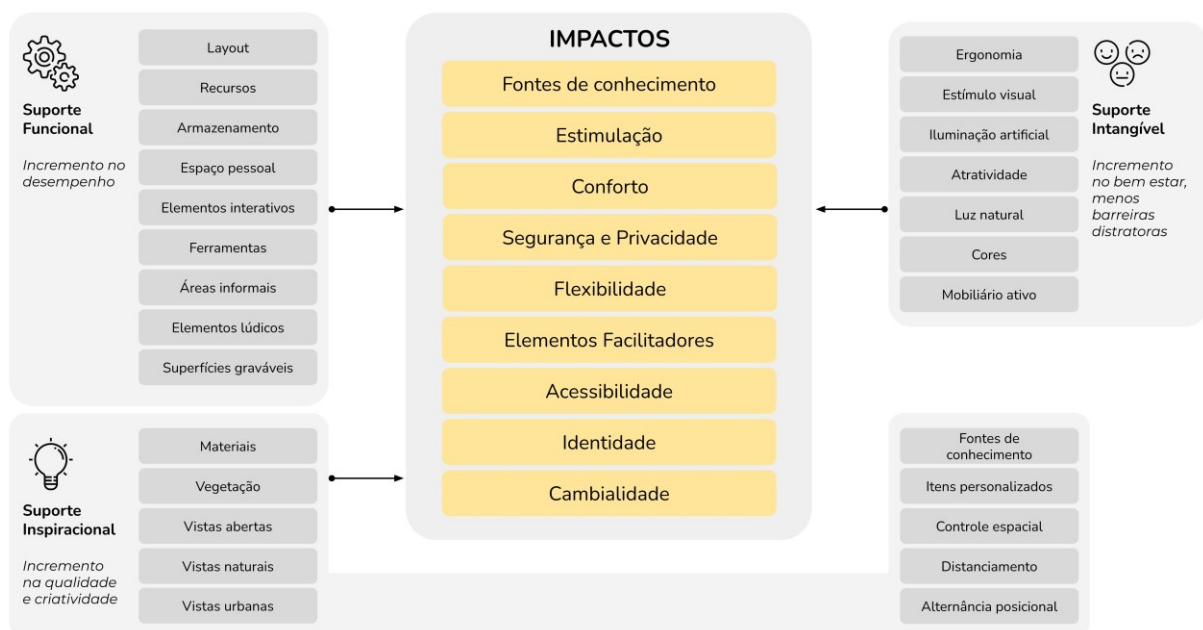 Suporte
Funcional
Incremento no
desempenho
Layout
Recursos
Armazenamento
Espaço pessoal
Elementos interativos
Ferramentas
Áreas informais
Elementos lúdicos
Superfícies graváveis
IMPACTOS
Fontes de conhecimento
Estimulação
Conforto
Segurança e Privacidade
Flexibilidade
Elementos Facilitadores
Acessibilidade
Identidade
Cambialidade
Ergonomia
Estímulo visual
Iluminação artificial
Atratividade
Luz natural
Cores
Mobiliário ativo
Suporte
Intangível
Incremento
no bem estar,
menos
barreiras
distratoras
Suporte
Inspiracional
Incremento
na qualidade
e criatividade
Materiais
Vegetação
Vistas abertas
Vistas naturais
Vistas urbanas
Fontes de
conhecimento
Itens personalizados
Controle espacial
Distanciamento
Alternância posicional